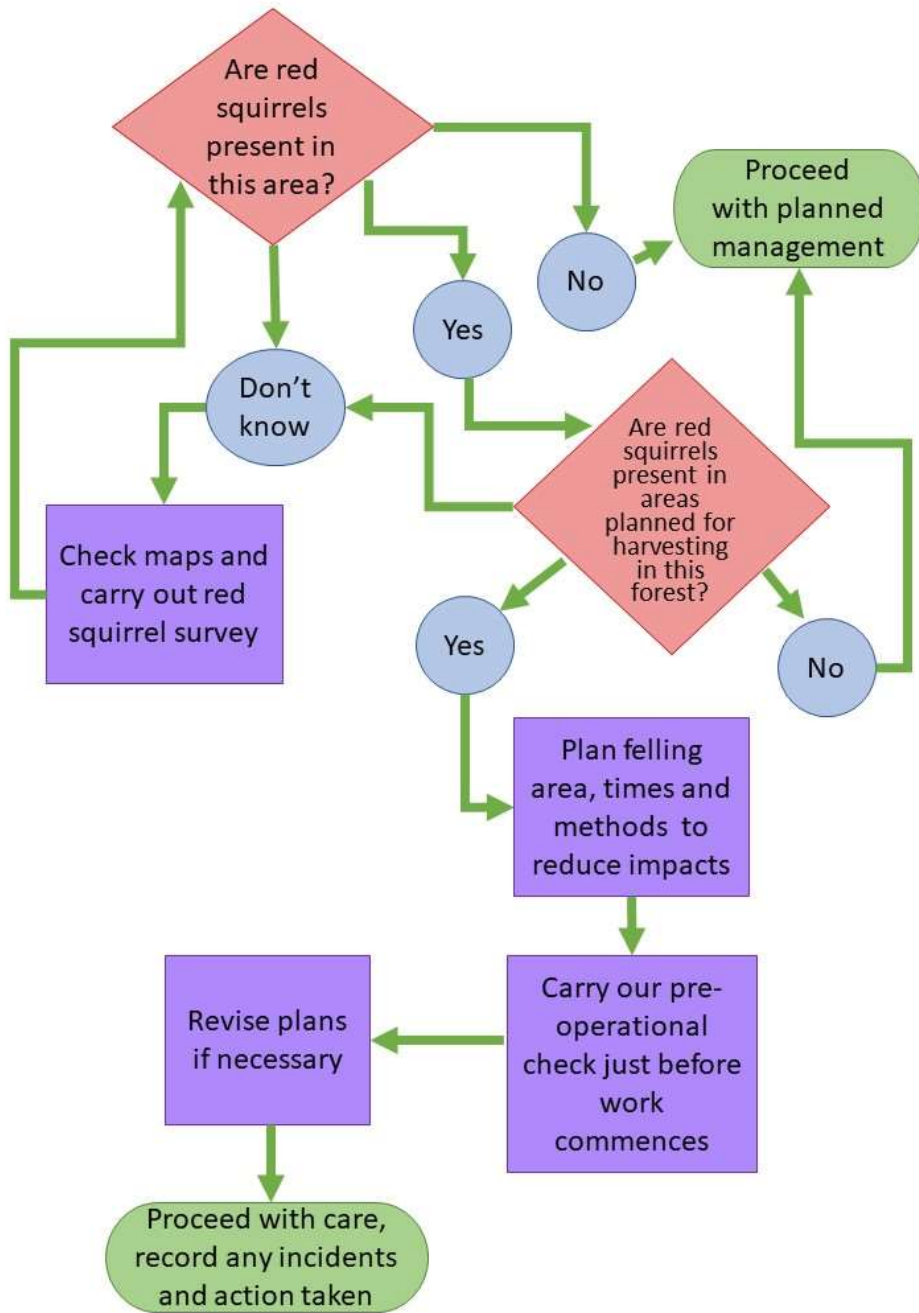 Are red
squirrels
present in
this area?
Proceed
with planned
management
No
Yes
Don't
know
Are red
squirrels
present in
areas
planned for
harvesting
in this
forest?
Check maps and
carry out red
squirrel survey
Yes
No
Plan felling
area, times and
methods to
reduce impacts
Carry our pre-
operational
check just before
work
commences
Revise plans
if necessary
Proceed with care,
record any incidents
and action taken